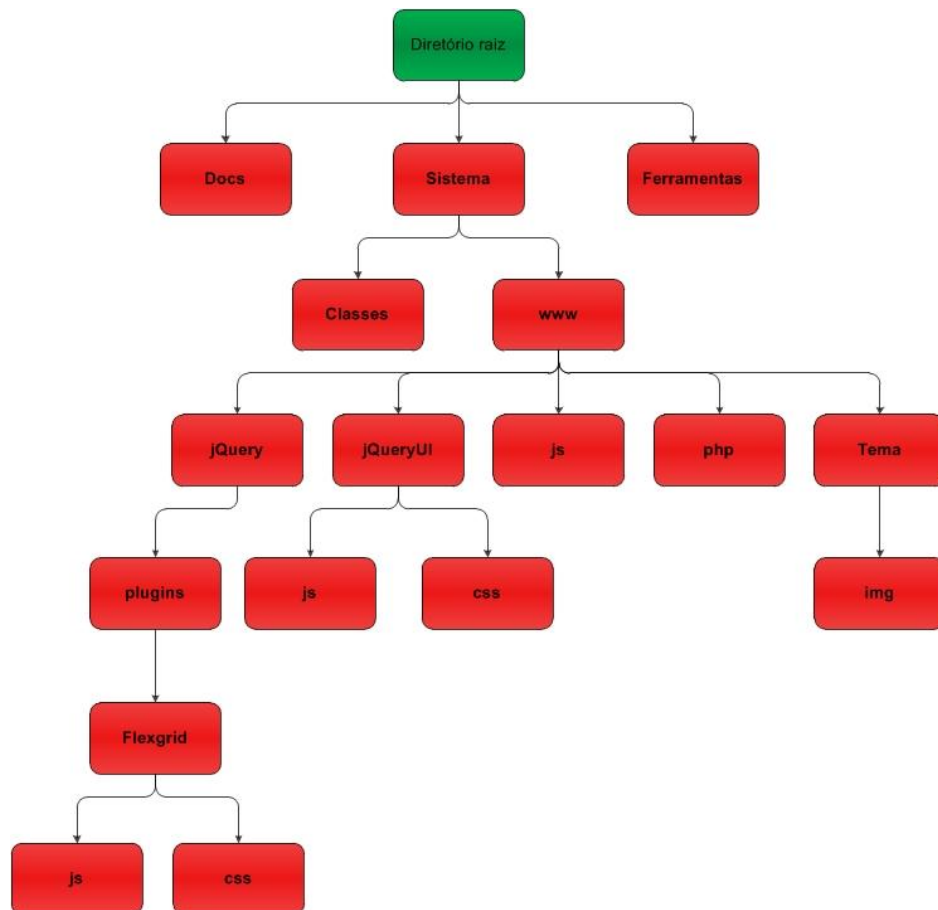 Diretório raiz
Docs
Sistema
Ferramentas
Classes
www
jQuery
jQueryUI
js
php
Tema
plugins
js
css
img
Flexgrid
js
css